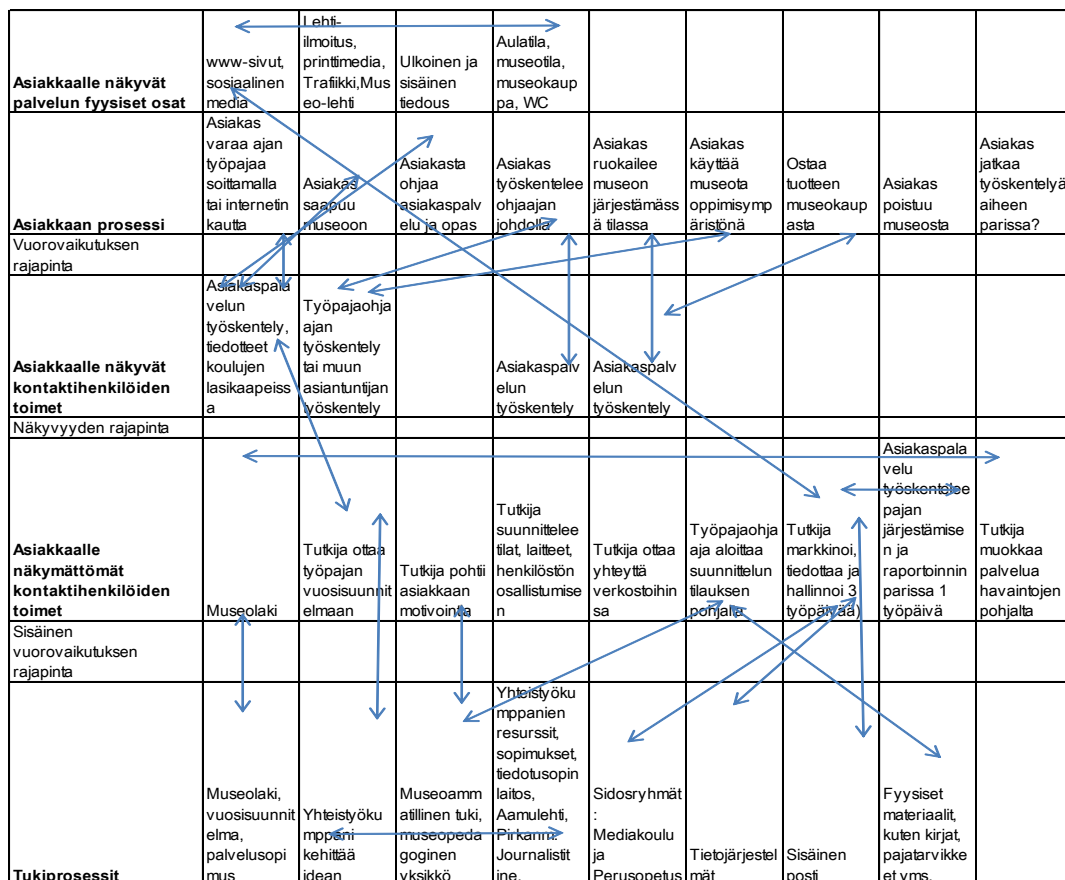 Asiakkaalle näkyvät
palvelun fyysiset osat
www-sivut,
sosiaalinen
media
Lehti-
ilmoitus,
printtimedia,
Trafiikki,Mus
eo-lehti
Ulkoinen ja
sisäinen
tiedous
Aulatila,
museotila,
museokaup
pa, WC
Asiakkaan prosessi
Asiakas
varaa ajan
työpajaa
soittamalla
tai internetin
kautta
Asiakas
saapuu
museoon
Asiakasta
ohjaa
asiakaspalv
elu ja opas
Asiakas
työskentelee
ohjaajan
johdolla
Asiakas
ruokailee
museon
järjestämäss
ä tilassa
Asiakas
käyttää
museota
oppimisymp
äristönä
Ostaa
tuotteen
museokaup
asta
Asiakas
poistuu
museosta
Asiakas
jatkaa
työskentelyä
aiheen
parissa?
Vuorovaikutuksen
rajapinta
Asiakkaalle näkyvät
kontaktihenkilöiden
toimet
Asiakaspala
velun
työskentely,
tiedotteet
koulujen
lasikaapeiss
a
Työpajaohja
ajan
työskentely
tai muun
asiantuntijan
työskentely
Asiakaspalv
elun
työskentely
Asiakaspalv
elun
työskentely
Näkyvyyden rajapinta
Asiakkaalle
näkymättömät
kontaktihenkilöiden
toimet
Museolaki
Tutkija ottaa
työpajan
vuosisuunnit
elmaan
Tutkija pohtii
asiakkaan
motivointia
Tutkija
suunnittelee
tilat, laitteet,
henkilöstön
osallistumise
n
Tutkija ottaa
yhteyttä
verkostoihin
sa
Työpajaohja
aja aloittaa
suunnittelun
tilauksen
pohjalta
Tutkija
markkinoi,
tiedottaa ja
hallinnoi 3
työpäivää)
Asiakaspala
velu
työskentelee
pajan
järjestämise
n ja
raportoinnin
parissa 1
työpäivä
Tutkija
muokkaa
palvelua
havaintojen
pohjalta
Sisäinen
vuorovaikutuksen
rajapinta
Tukiprosessit
Museolaki,
vuosisuunnit
elma,
palvelusopi
mus
Yhteistyöku
mppani
kehittää
idean
Museoamm
atillinen tuki,
museopeda
goginen
yksikkö
Yhteistyöku
mppanien
resurssit,
sopimukset,
tiedotusopin
laitos,
Aamulehti,
Pirkanm.
Journalistit
ine.
Sidosryhmät
:
Mediakoulu
ja
Perusopetus
Tietojärjestel
mät
Sisäinen
posti
Fyysiset
materiaalit,
kuten kirjat,
pajatarvikke
et yms.